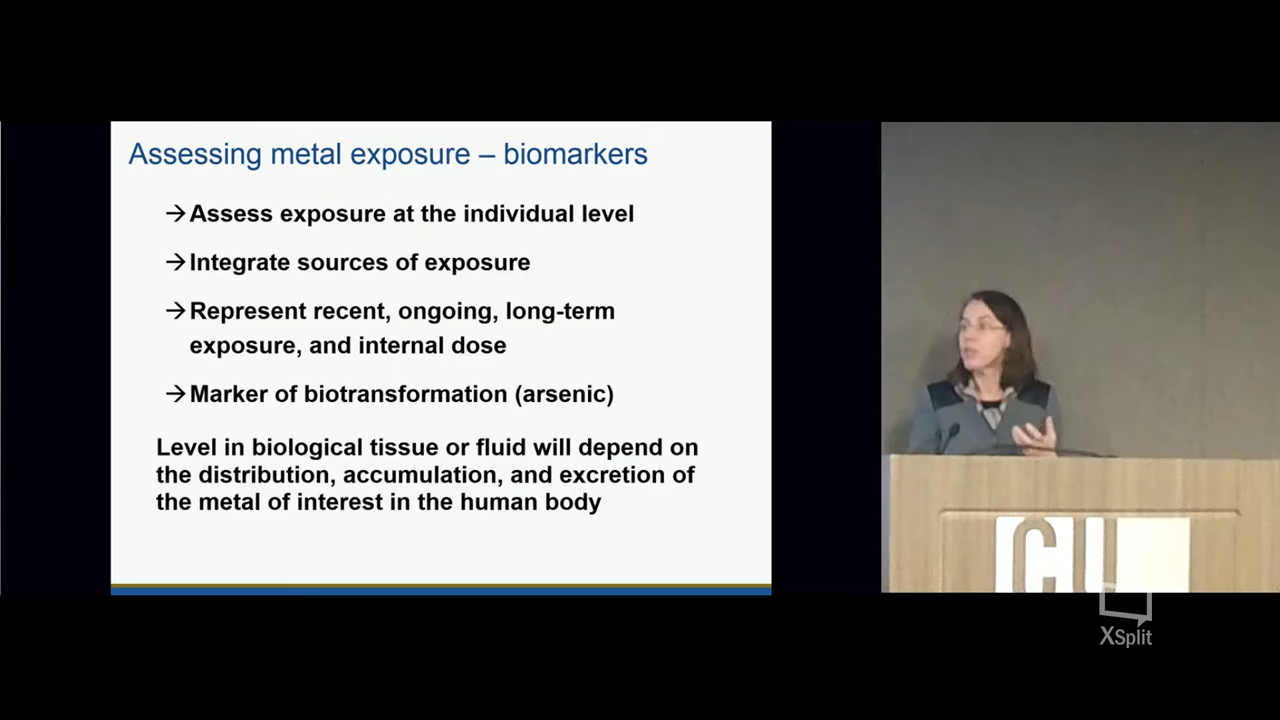 Assessing metal exposure – biomarkers
→Assess exposure at the individual level
→Integrate sources of exposure
→Represent recent, ongoing, long-term
exposure, and internal dose
→Marker of biotransformation (arsenic)
Level in biological tissue or fluid will depend on
the distribution, accumulation, and excretion of
the metal of interest in the human body
CU
XSplit